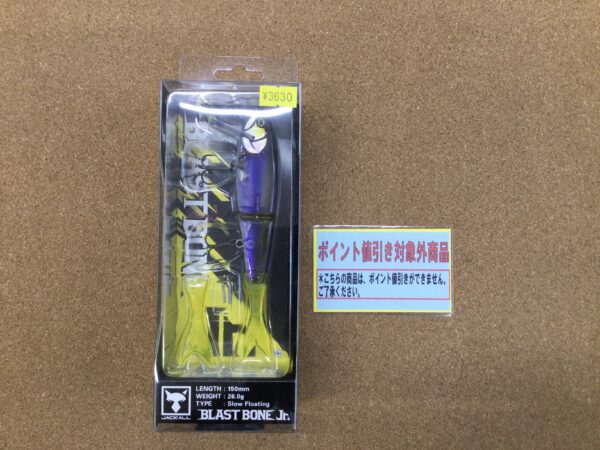 ¥3630
BLAST BON
LENGTH : 150mm
WEIGHT : 26.0g
TYPE : Slow Floating
JACKALL
BLAST BONE Jr.
ポイント値引き対象外商品
*こちらの商品は、ポイント値引きができません。
ご了承ください。